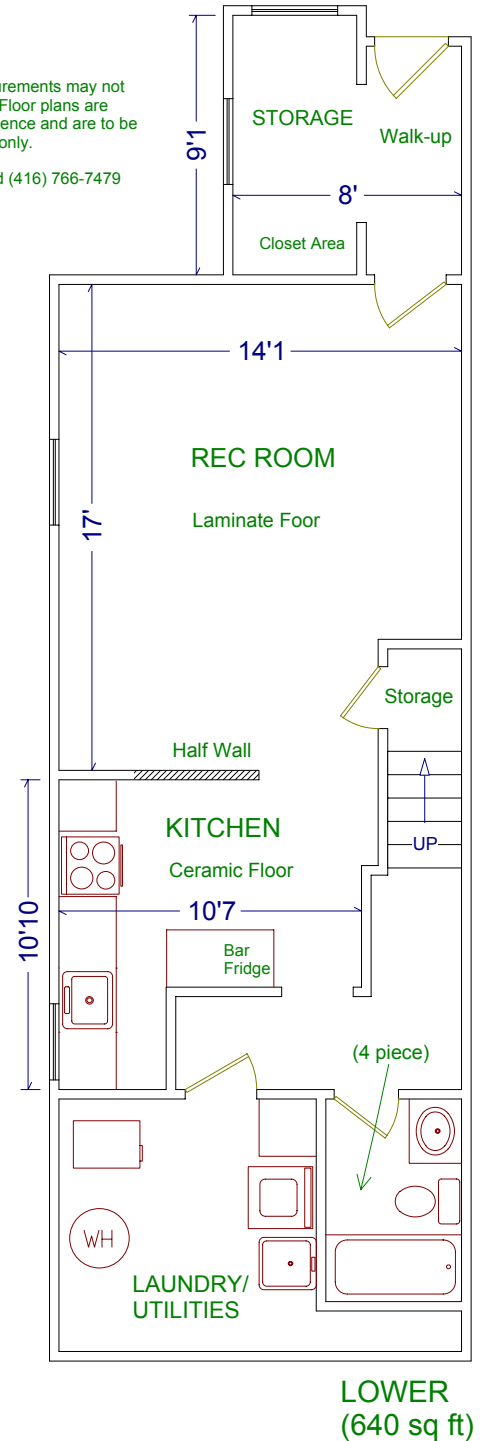 urements may not
Floor plans are
ence and are to be
only.
(416) 766-7479
STORAGE
Walk-up
9'1
8'
Closet Area
14'1
REC ROOM
Laminate Foor
17'
Storage
Half Wall
KITCHEN
Ceramic Floor
UP
10'10
10'7
Bar
Fridge
(4 piece)
WH
LAUNDRY/
UTILITIES
LOWER
(640 sq ft)